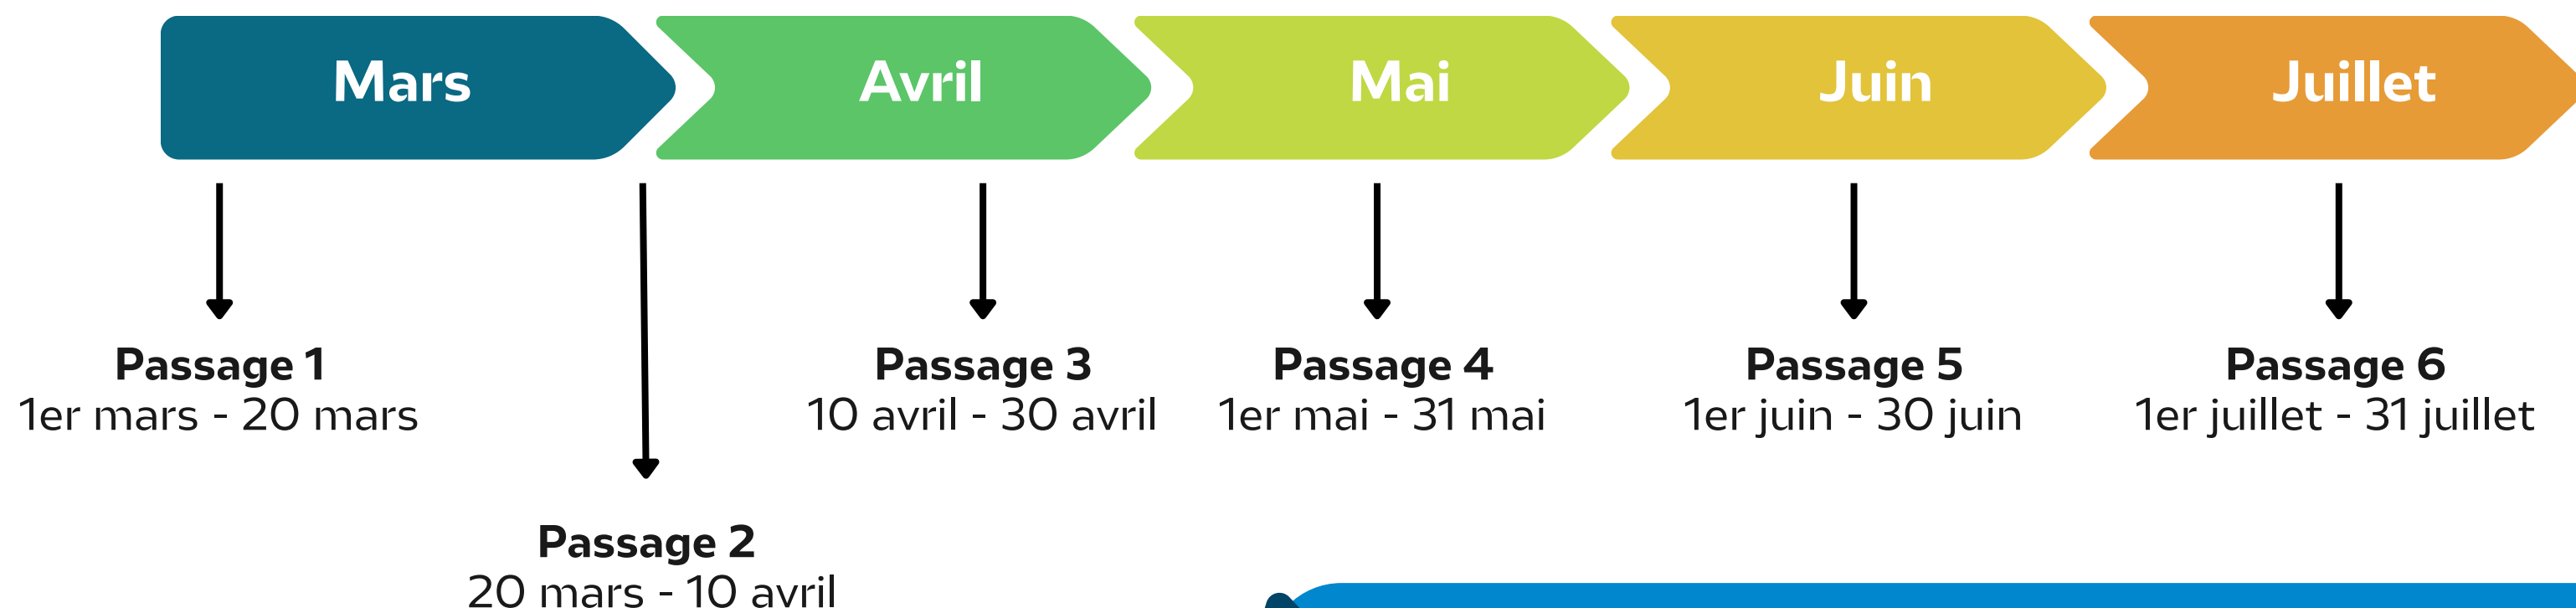 Mars
Avril
Mai
Juin
Juillet
Passage 1
1er mars - 20 mars
Passage 2
20 mars - 10 avril
Passage 3
10 avril - 30 avril
Passage 4
1er mai - 31 mai
Passage 5
1er juin - 30 juin
Passage 6
1er juillet - 31 juillet